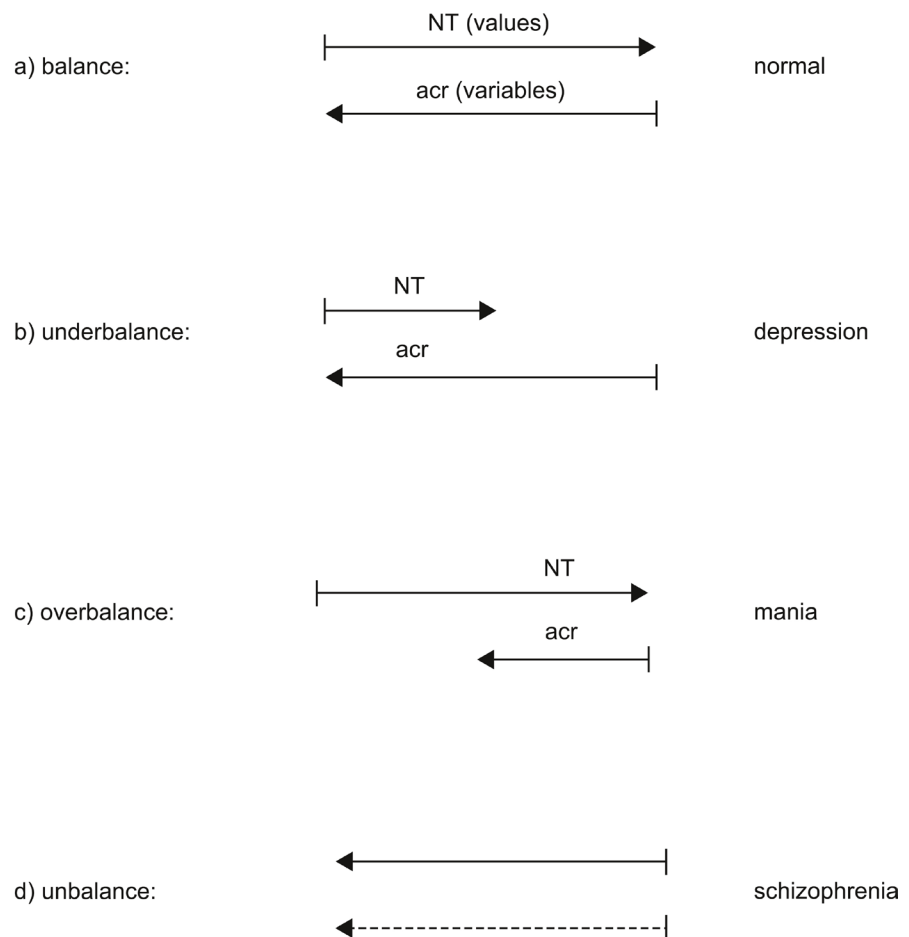 NT (values)
a) balance: normal
acr (variables)
NT
b) underbalance: depression
acr
NT
c) overbalance: mania
acr
d) unbalance: schizophrenia